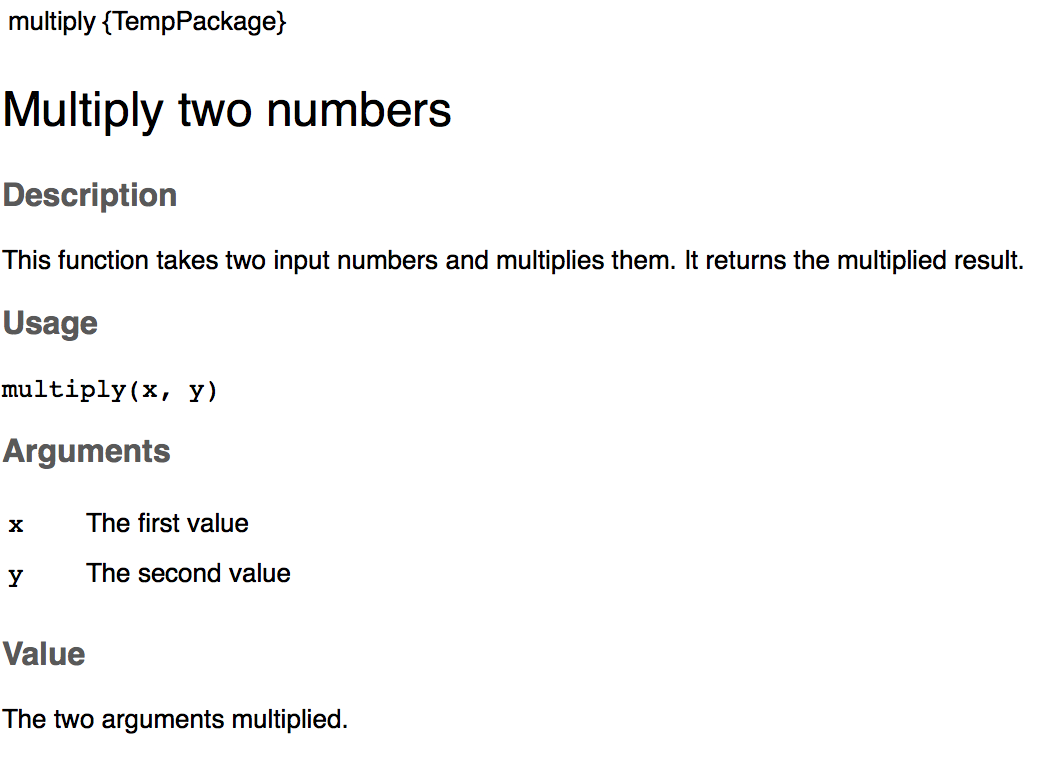 multiply {TempPackage}
Multiply two numbers
Description
This function takes two input numbers and multiplies them. It returns the multiplied result.
Usage
multiply(x, y)
Arguments
x The first value
y The second value
Value
The two arguments multiplied.